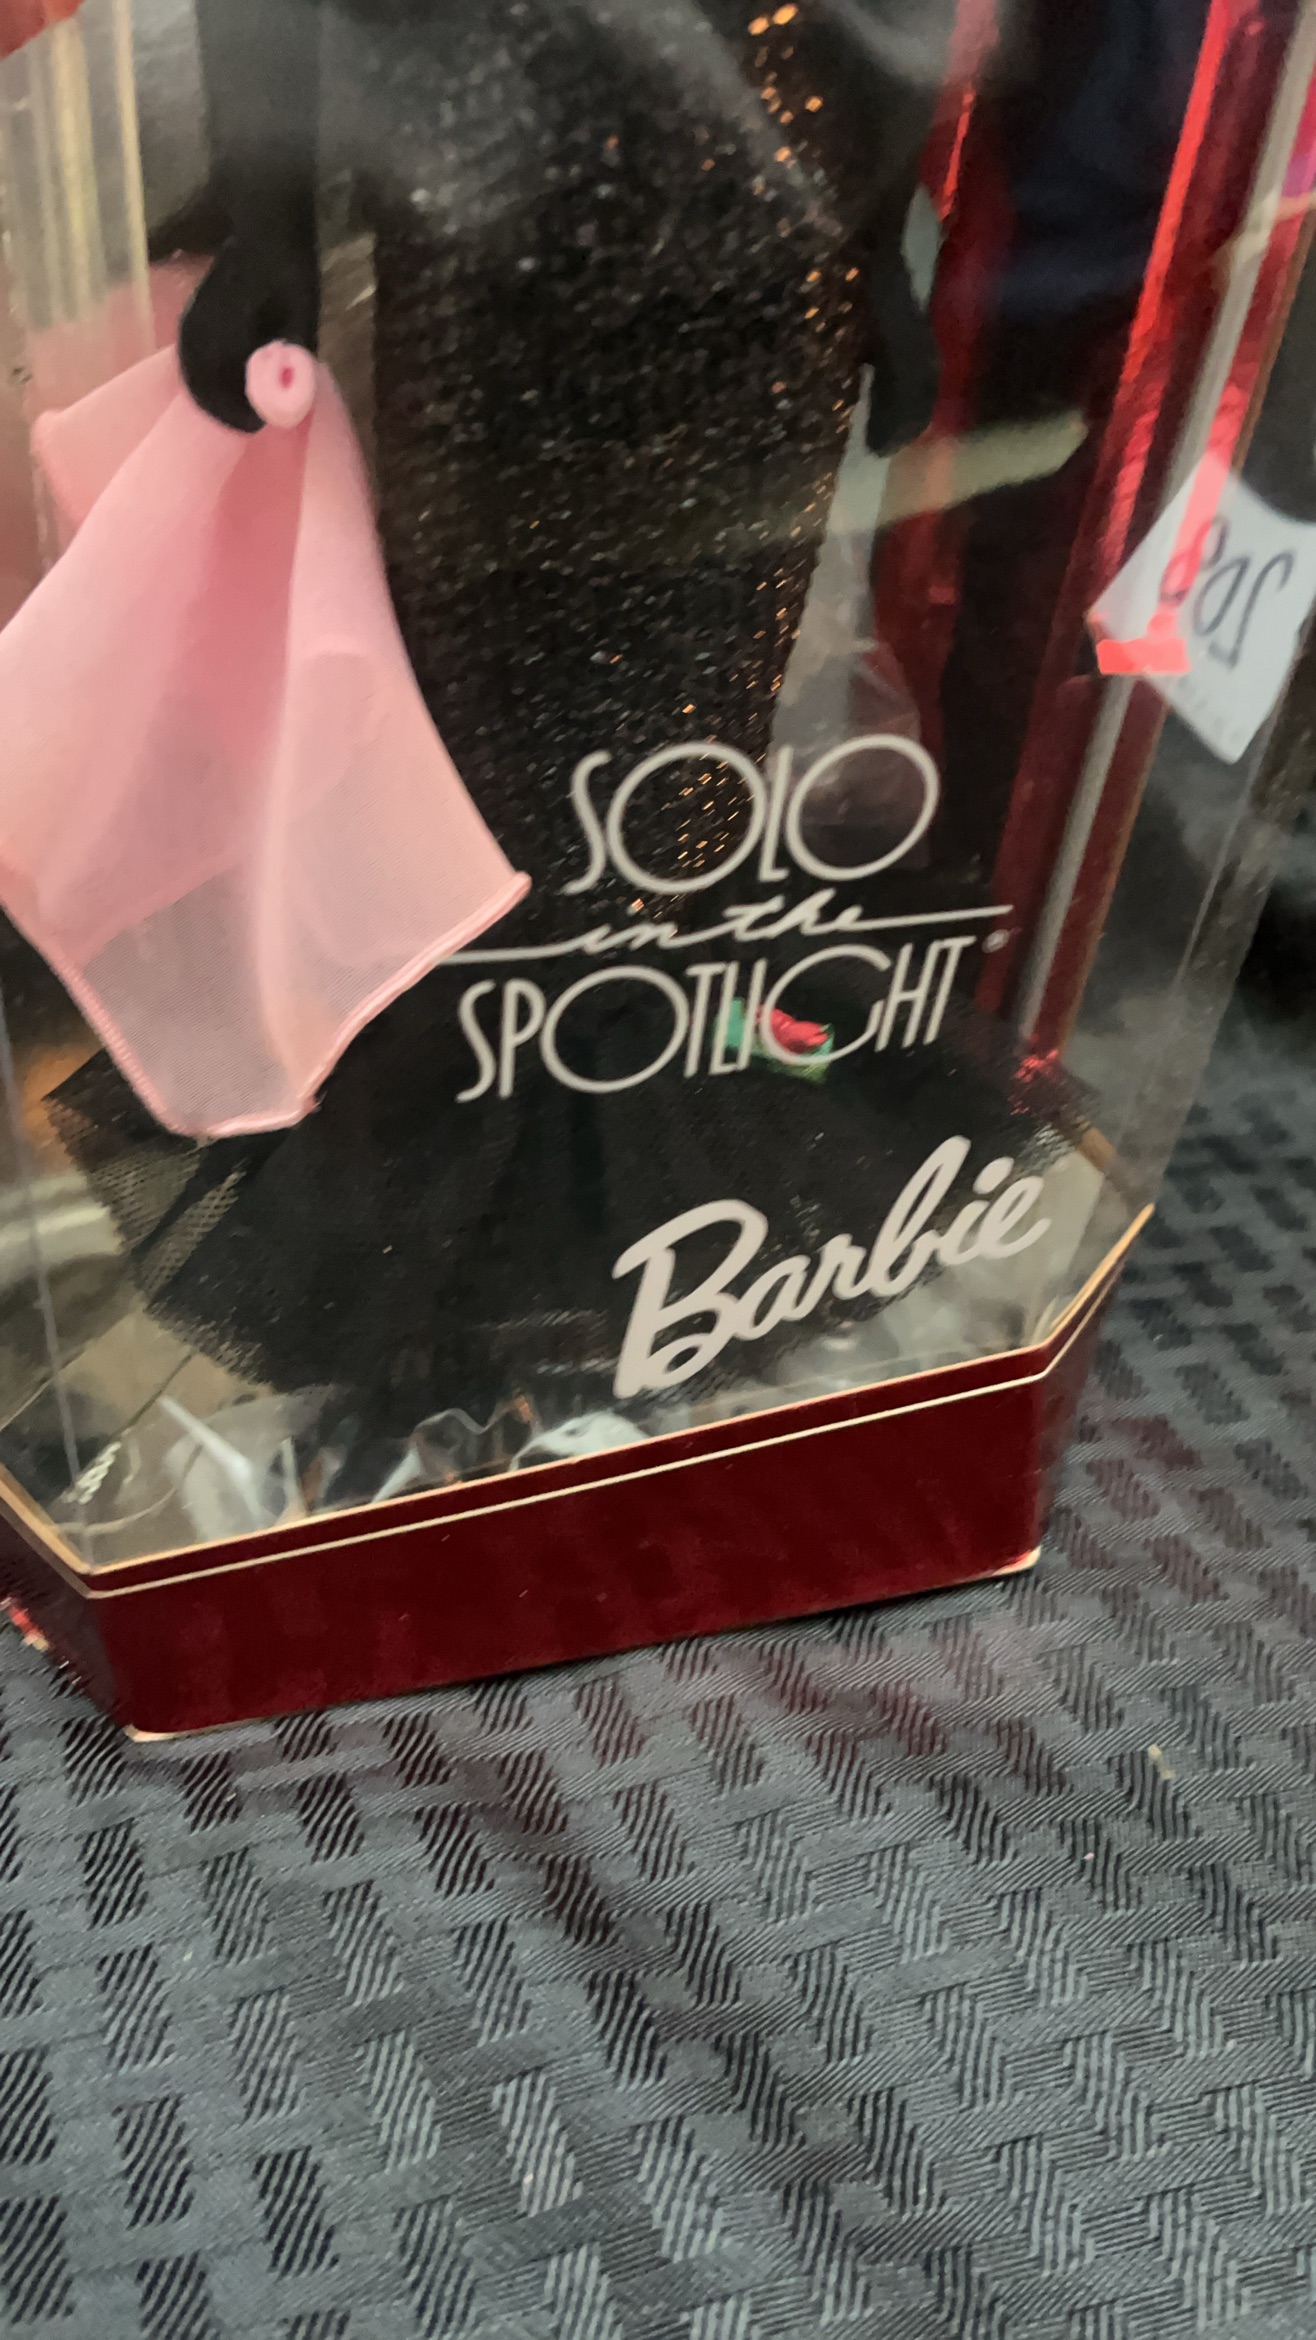 SOLO
in the
SPOTLIGHT®
Barbie